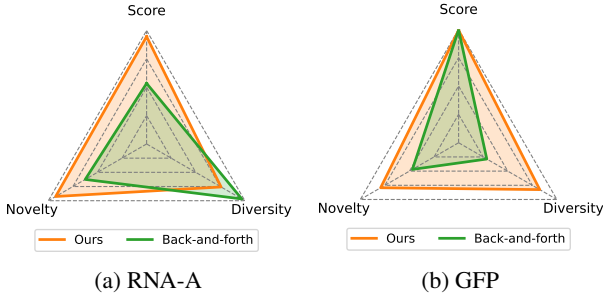 Score
Novelty
Diversity
Ours
Back-and-forth
(a) RNA-A
Score
Novelty
Diversity
Ours
Back-and-forth
(b) GFP